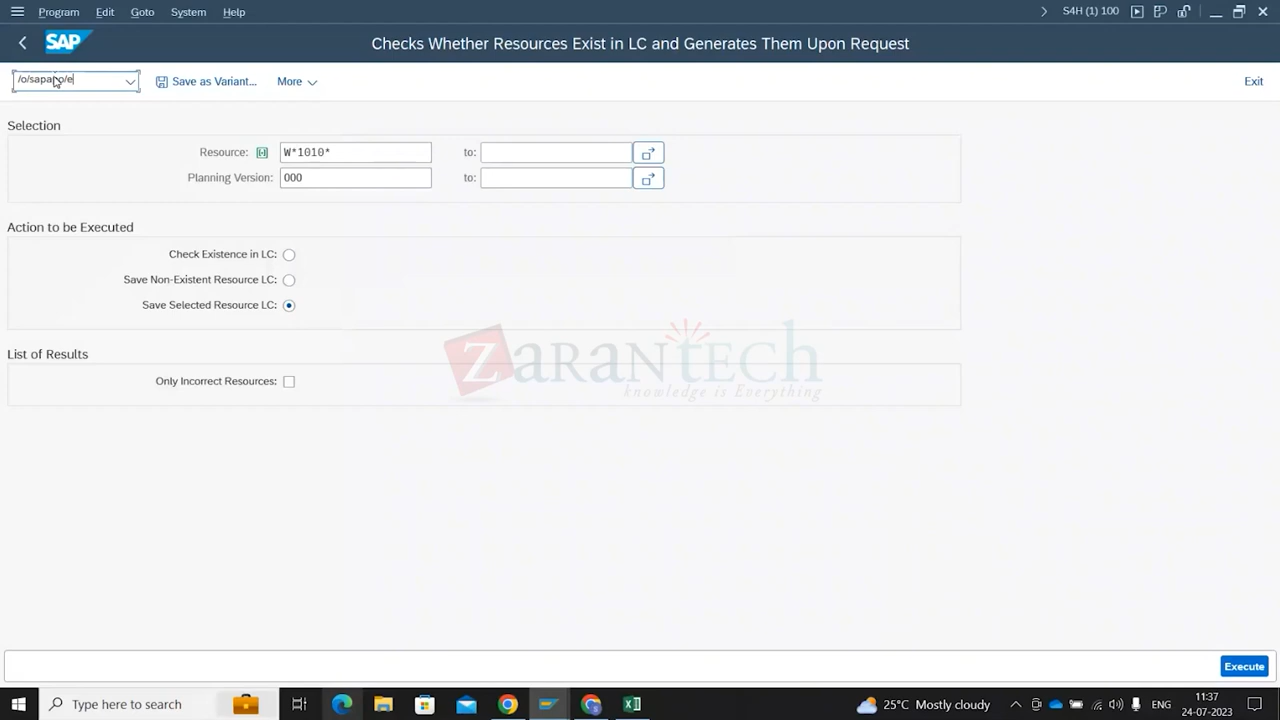 Program Edit Goto System Help S4H (1) 100
SAP Checks Whether Resources Exist in LC and Generates Them Upon Request
Save as Variant... More Exit
Selection
Resource: W*1010* to:
Planning Version: 000 to:
Action to be Executed
Check Existence in LC:
Save Non-Existent Resource LC:
Save Selected Resource LC:
ZARANTECH
knowledge is Everything
List of Results
Only Incorrect Resources:
Execute
Type here to search 25°C Mostly cloudy ENG 11:37
24-07-2023